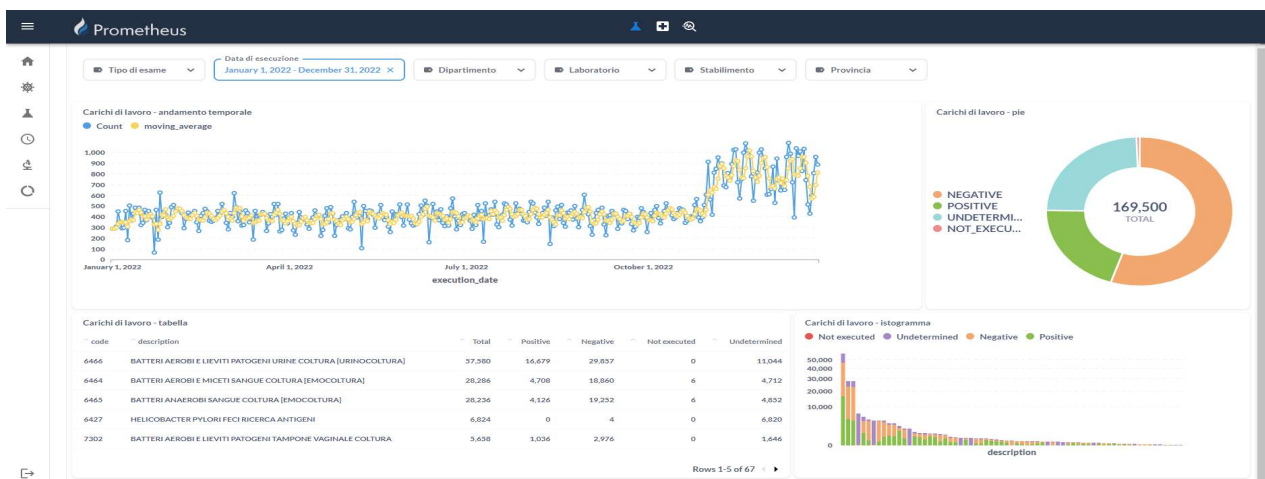 Prometheus
Tipo di esame
Data di esecuzione
January 1, 2022 - December 31, 2022 ×
Dipartimento
Laboratorio
Stabilimento
Provincia
Carichi di lavoro - andamento temporale
Count moving_average
1,000
900
800
700
600
500
400
300
200
100
0
January 1, 2022 April 1, 2022 July 1, 2022 October 1, 2022
execution_date
Carichi di lavoro - pie
NEGATIVE
POSITIVE
UNDETERMI...
NOT_EXECU...
169,500
TOTAL
Carichi di lavoro - tabella
code description Total Positive Negative Not executed Undetermined
6466 BATTERI AEROBI E LIEVITI PATOGENI URINE COLTURA [URINOCOLTURA] 57,580 16,679 29,857 0 11,044
6464 BATTERI AEROBI E MICETI SANGUE COLTURA [EMOCOLTURA] 28,286 4,708 18,860 6 4,712
6465 BATTERI ANAEROBI SANGUE COLTURA [EMOCOLTURA] 28,236 4,126 19,252 6 4,852
6427 HELICOBACTER PYLORI FECI RICERCA ANTIGENI 6,824 0 4 0 6,820
7302 BATTERI AEROBI E LIEVITI PATOGENI TAMPONE VAGINALE COLTURA 5,658 1,036 2,976 0 1,646
Rows 1-5 of 67
Carichi di lavoro - istogramma
Not executed Undetermined Negative Positive
50,000
40,000
30,000
20,000
10,000
0
description